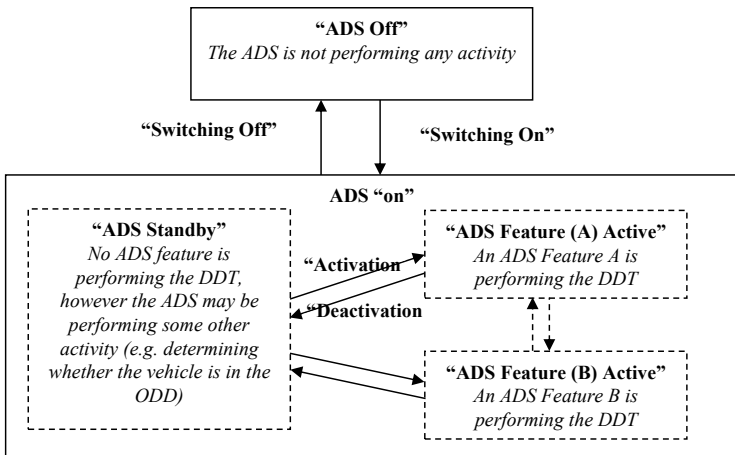 “ADS Off”
The ADS is not performing any activity
“Switching Off”
“Switching On”
ADS “on”
“ADS Standby”
No ADS feature is
performing the DDT,
however the ADS may be
performing some other
activity (e.g. determining
whether the vehicle is in the
ODD)
“Activation
“Deactivation
“ADS Feature (A) Active”
An ADS Feature A is
performing the DDT
“ADS Feature (B) Active”
An ADS Feature B is
performing the DDT